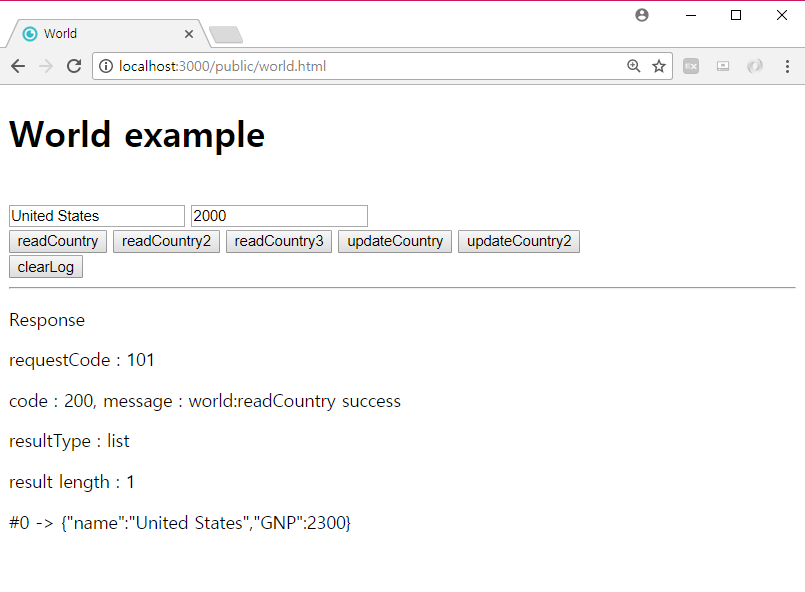 World
localhost:3000/public/world.html
World example
United States 2000
readCountry readCountry2 readCountry3 updateCountry updateCountry2
clearLog
Response
requestCode : 101
code : 200, message : world:readCountry success
resultType : list
result length : 1
#0 -> {"name":"United States","GNP":2300}